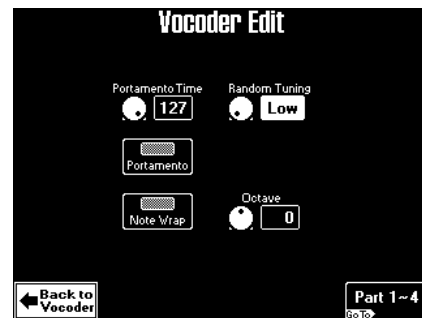 Vocoder Edit
Portamento Time Random Tuning
127 Low
Portamento
Octave
Note Wrap 0
Back to
Vocoder
Part 1~4
Go To